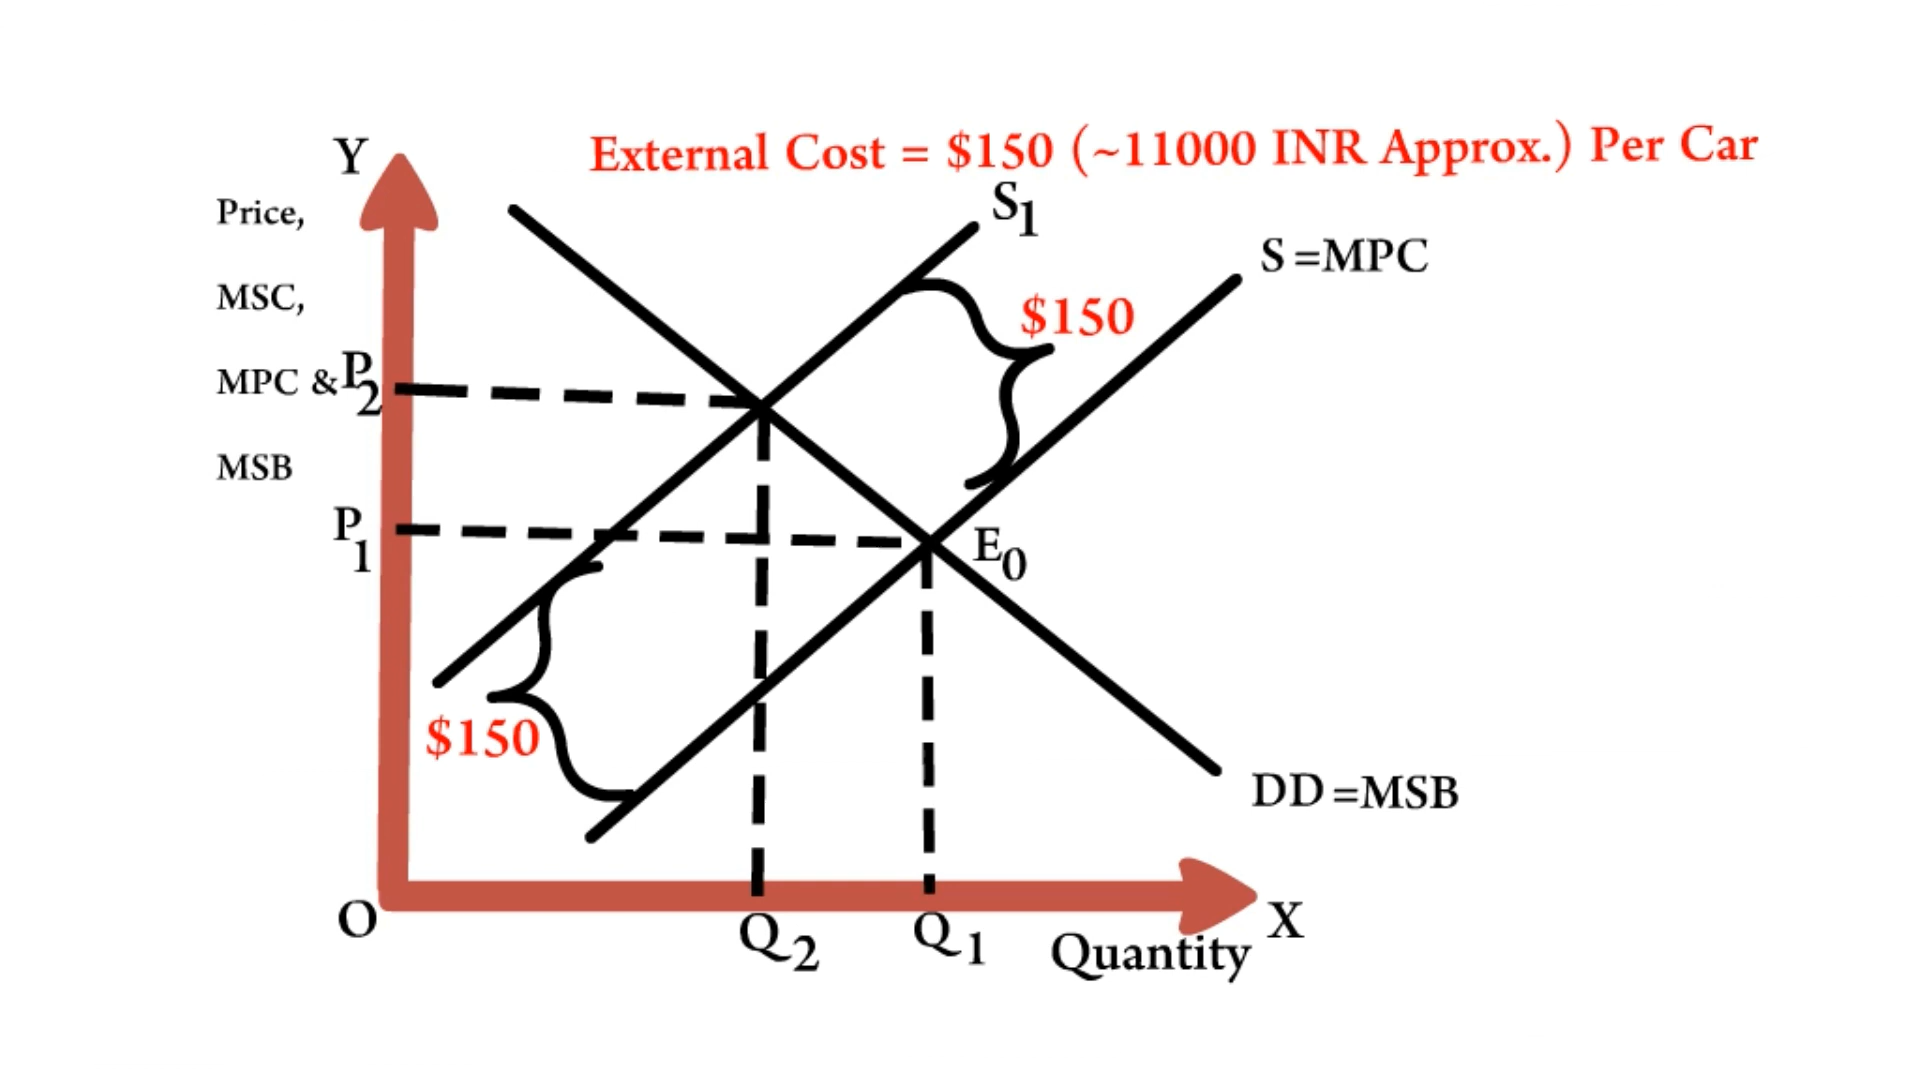 External Cost = $150 (~11000 INR Approx.) Per Car
Y
S1
Price,
S =MPC
MSC,
$150
MPC & P2
MSB
P1
E0
$150
DD =MSB
O
X
Q2
Q1
Quantity